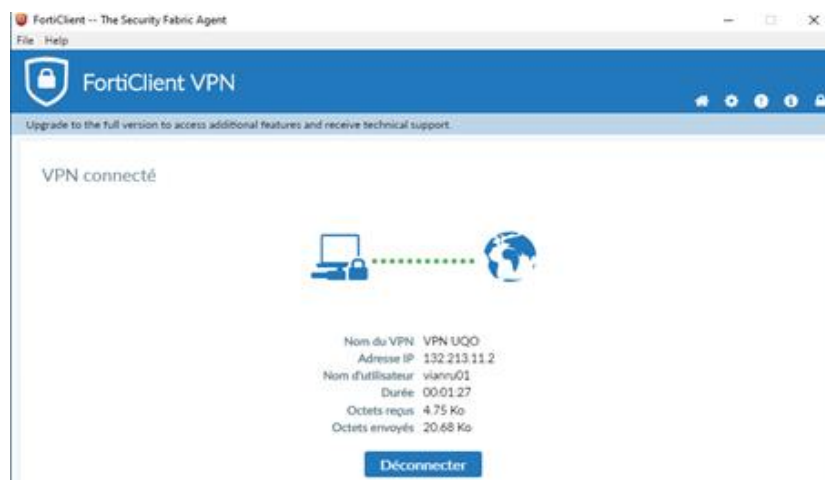 FortiClient -- The Security Fabric Agent
File Help
FortiClient VPN
Upgrade to the full version to access additional features and receive technical support.
VPN connecté
Nom du VPN VPN UQO
Adresse IP 132.213.11.2
Nom d'utilisateur vianru01
Durée 00:01:27
Octets reçus 4.75 Ko
Octets envoyés 20.68 Ko
Déconnecter